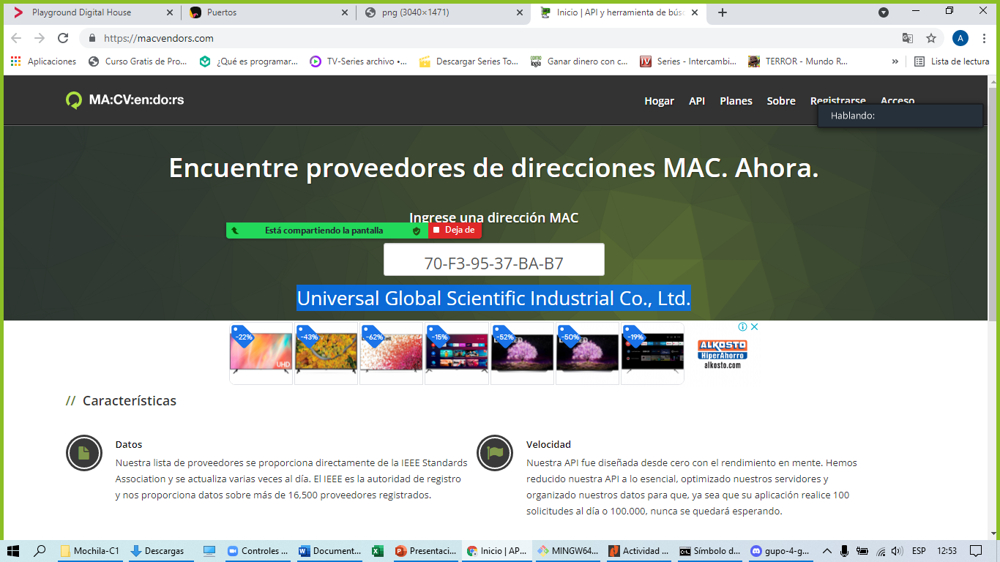 Playground Digital House
Puertos
png (3040×1471)
Inicio | API y herramienta de búsc
https://macvendors.com
A
Aplicaciones
Curso Gratis de Pro...
¿Qué es programar...
TV-Series archivo •...
Descargar Series To...
Ganar dinero con c...
Series - Intercambi...
TERROR - Mundo R...
»
Lista de lectura
MA:CV:en:do:rs
Hogar
API
Planes
Sobre
Registrarse
Acceso
Hablando:
Encuentre proveedores de direcciones MAC. Ahora.
Ingrese una dirección MAC
Está compartiendo la pantalla
Deja de
70-F3-95-37-BA-B7
Universal Global Scientific Industrial Co., Ltd.
-22%
-43%
-62%
-15%
-52%
-50%
-19%
UHD
ALKOSTO
HiperAhorro
alkosto.com
// Características
Datos
Nuestra lista de proveedores se proporciona directamente de la IEEE Standards
Association y se actualiza varias veces al día. El IEEE es la autoridad de registro
y nos proporciona datos sobre más de 16,500 proveedores registrados.
Velocidad
Nuestra API fue diseñada desde cero con el rendimiento en mente. Hemos
reducido nuestra API a lo esencial, optimizado nuestros servidores y
organizado nuestros datos para que, ya sea que su aplicación realice 100
solicitudes al día o 100.000, nunca se quedará esperando.
Mochila-C1
Descargas
Controles ...
Document...
Presentaci...
Inicio | AP...
MINGW64...
Actividad ...
Símbolo d...
gupo-4-g...
ESP
12:53